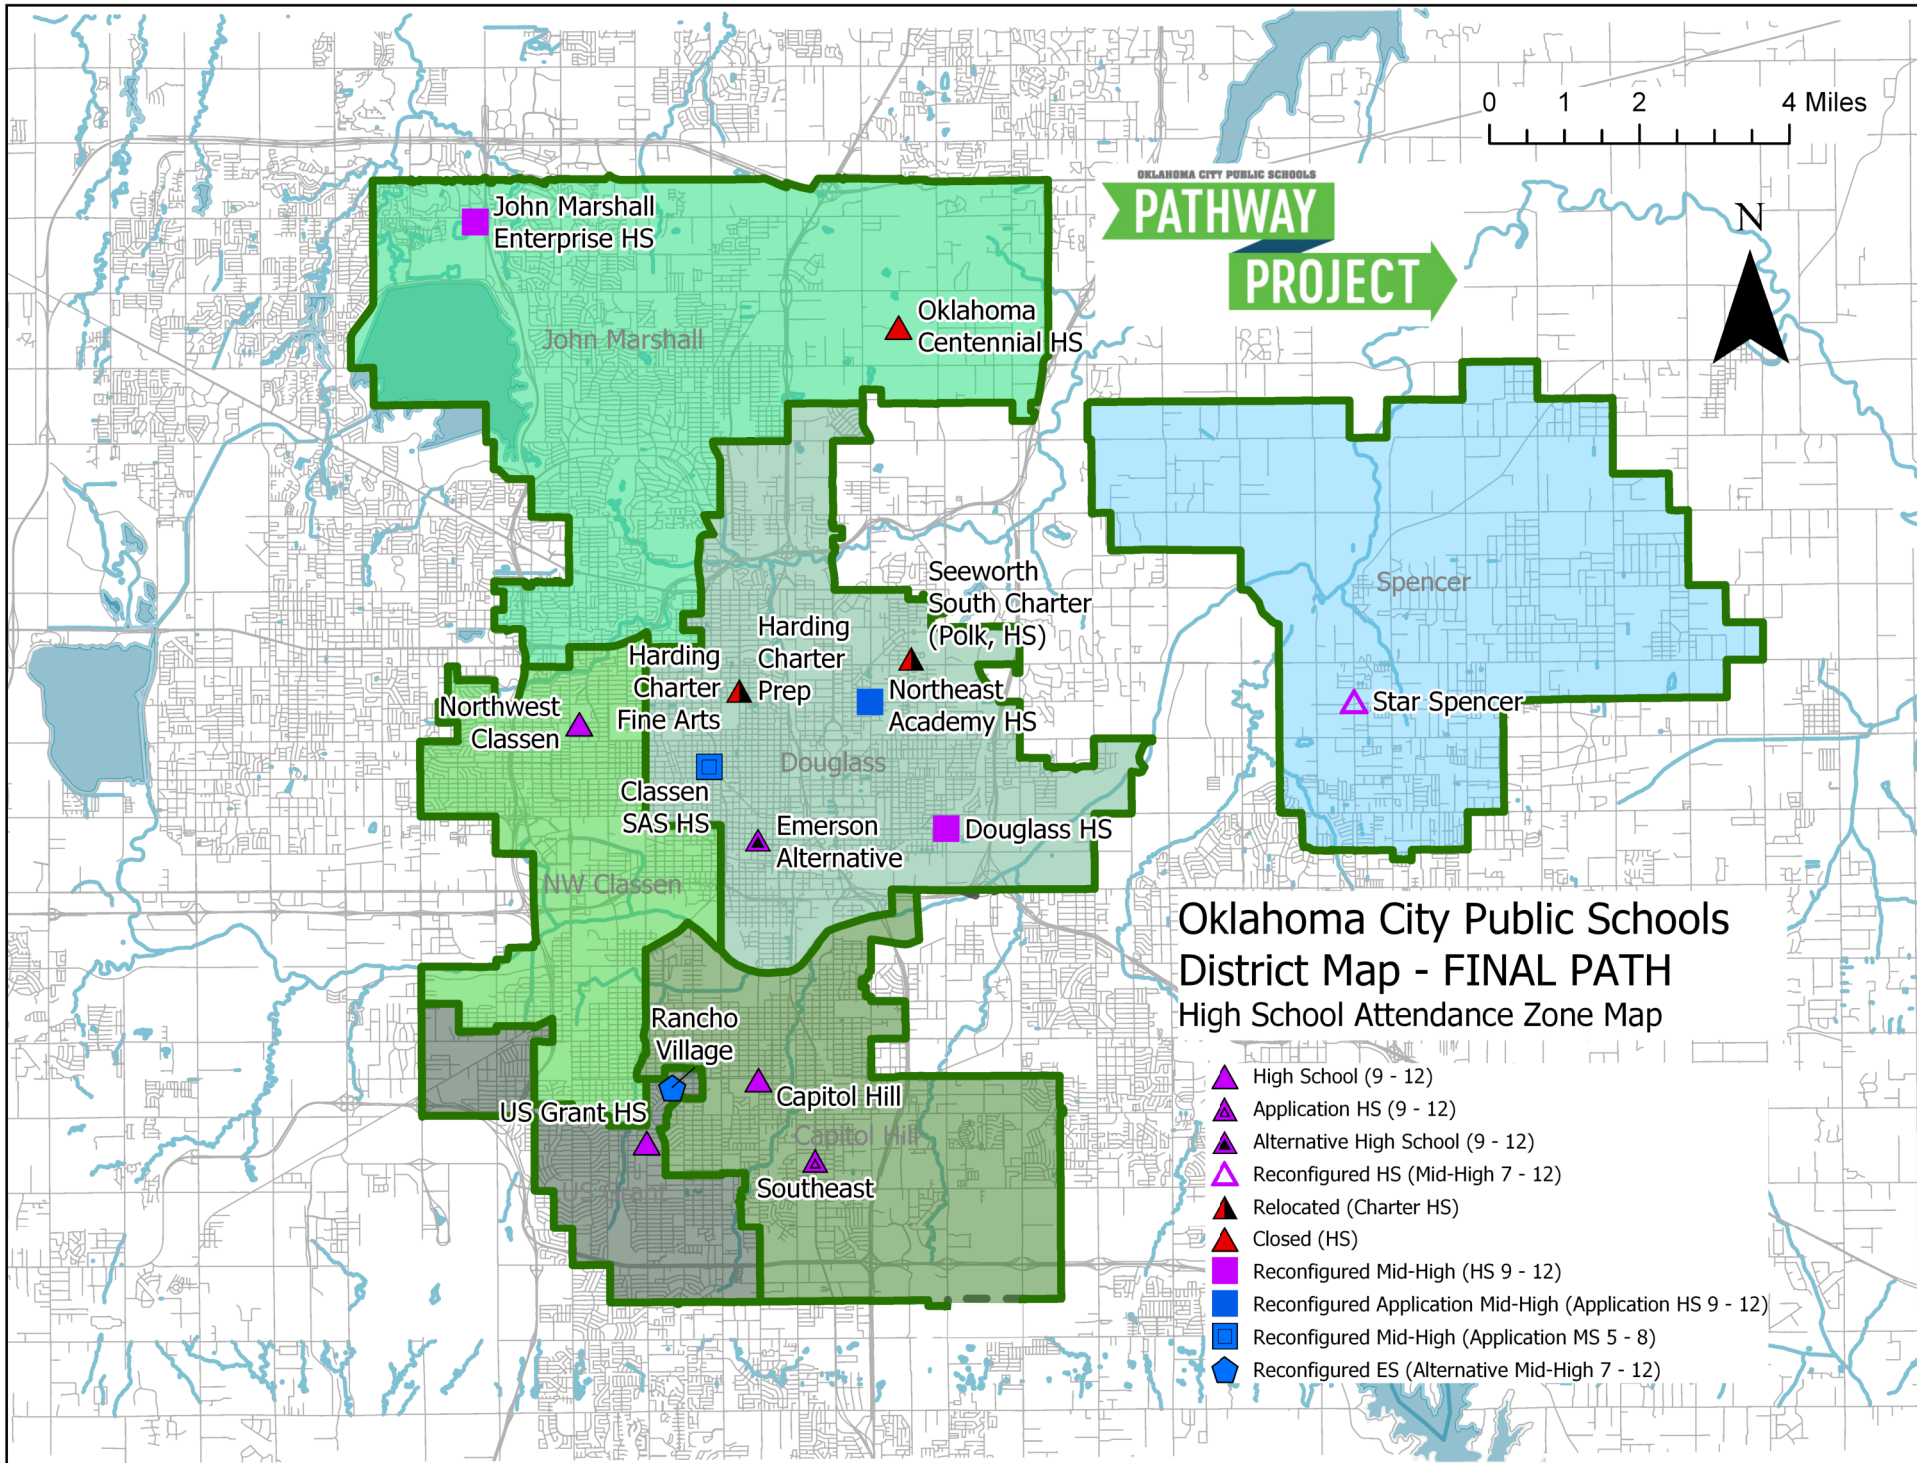 0 1 2 4 Miles
OKLAHOMA CITY PUBLIC SCHOOLS
PATHWAY
PROJECT
N
John Marshall
Enterprise HS
Oklahoma
Centennial HS
John Marshall
Seeworth
South Charter
(Polk, HS)
Spencer
Harding
Charter
Prep
Harding
Charter
Fine Arts
Northeast
Academy HS
Star Spencer
Northwest
Classen
Douglass
Classen
SAS HS
Emerson
Alternative
Douglass HS
NW Classen
Oklahoma City Public Schools
District Map - FINAL PATH
High School Attendance Zone Map
Rancho
Village
Capitol Hill
US Grant HS
Capitol Hill
Southeast
US Grant
High School (9 - 12)
Application HS (9 - 12)
Alternative High School (9 - 12)
Reconfigured HS (Mid-High 7 - 12)
Relocated (Charter HS)
Closed (HS)
Reconfigured Mid-High (HS 9 - 12)
Reconfigured Application Mid-High (Application HS 9 - 12)
Reconfigured Mid-High (Application MS 5 - 8)
Reconfigured ES (Alternative Mid-High 7 - 12)